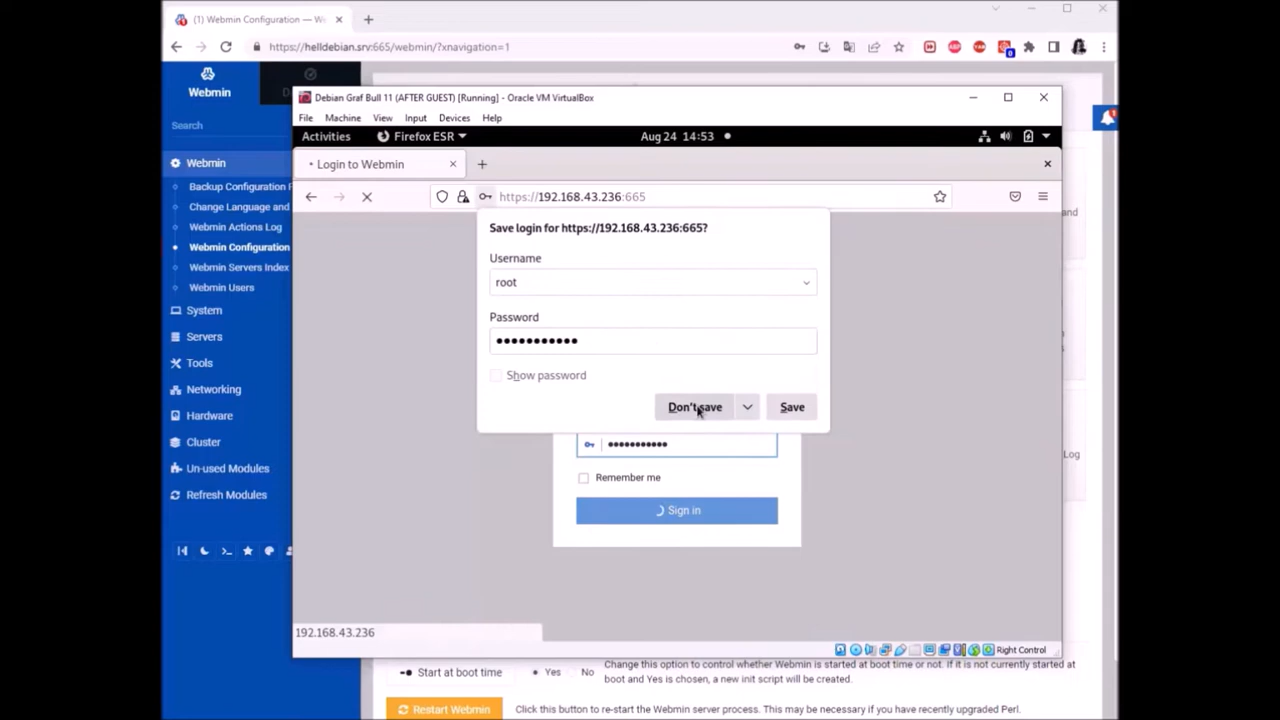 (1) Webmin Configuration — We
https://helldebian.srv:665/webmin/?xnavigation=1
0
Webmin
D
Search
Debian Graf Bull 11 (AFTER GUEST) [Running] - Oracle VM VirtualBox
File Machine View Input Devices Help
Activities Firefox ESR Aug 24 14:53
Login to Webmin
https://192.168.43.236:665
Webmin
Backup Configuration F
Change Language and
Webmin Actions Log
Webmin Configuration
Webmin Servers Index
Webmin Users
System
Servers
Tools
Networking
Hardware
Cluster
Un-used Modules
Refresh Modules
Save login for https://192.168.43.236:665?
Username
root
Password
●●●●●●●●●●●
Show password
Don't save
Save
●●●●●●●●●●●
Remember me
Sign in
and
Log
192.168.43.236
Right Control
Start at boot time
Yes No
Change this option to control whether Webmin is started at boot time or not. If it is not currently started at
boot and Yes is chosen, a new init script will be created.
Restart Webmin
Click this button to re-start the Webmin server process. This may be necessary if you have recently upgraded Perl.